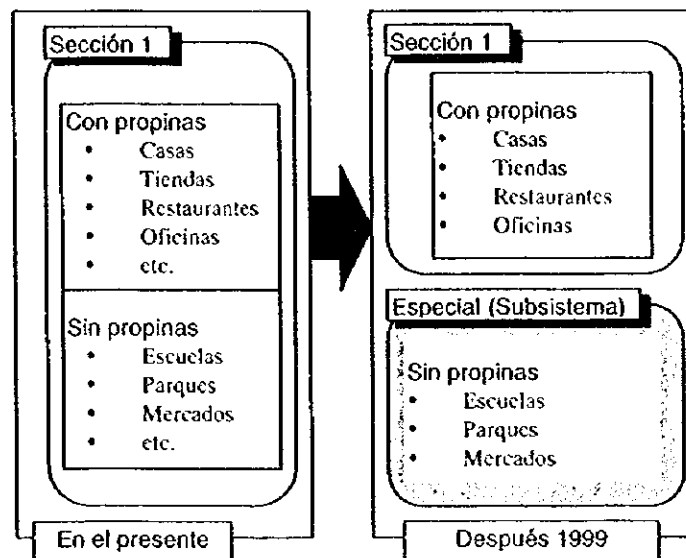 Sección 1
Con propinas
• Casas
• Tiendas
• Restaurantes
• Oficinas
• etc.
Sin propinas
• Escuelas
• Parques
• Mercados
• etc.
En el presente
Sección 1
Con propinas
• Casas
• Tiendas
• Restaurantes
• Oficinas
Especial (Subsistema)
Sin propinas
• Escuelas
• Parques
• Mercados
Después 1999